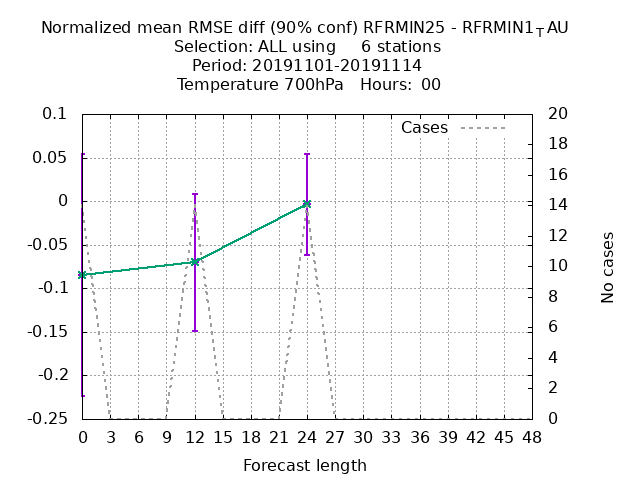 Normalized mean RMSE diff (90% conf) RFRMIN25 - RFRMIN1_TAU
Selection: ALL using 6 stations
Period: 20191101-20191114
Temperature 700hPa Hours: 00
Cases
0.1
0.05
0
-0.05
-0.1
-0.15
-0.2
-0.25
20
18
16
14
12
10
8
6
4
2
0
No cases
0 3 6 9 12 15 18 21 24 27 30 33 36 39 42 45 48
Forecast length